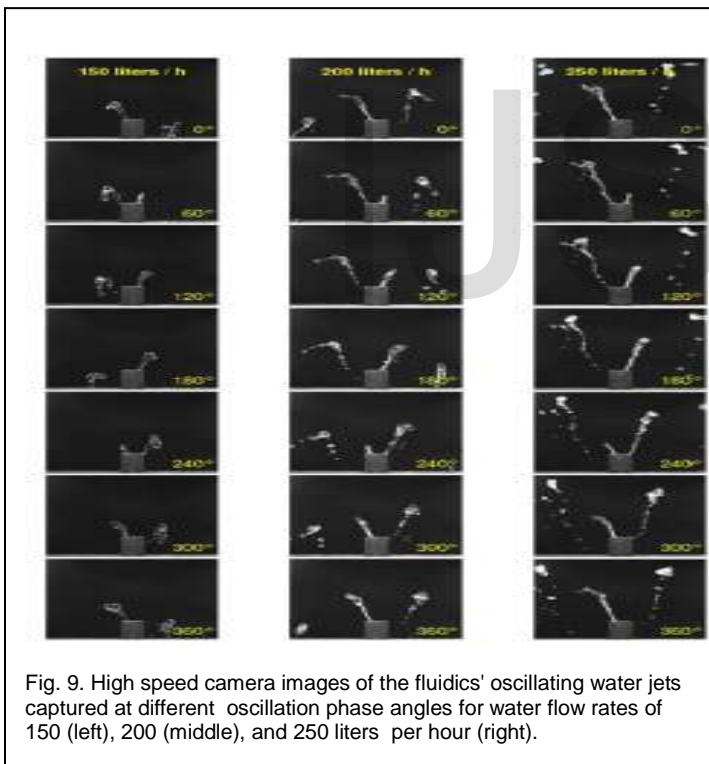 150 liters / h 200 liters / h 250 liters / h
0° 0° 0°
60° 60° 60°
120° 120° 120°
180° 180° 180°
240° 240° 240°
300° 300° 300°
360° 360° 360°
Fig. 9. High speed camera images of the fluidics' oscillating water jets
captured at different oscillation phase angles for water flow rates of
150 (left), 200 (middle), and 250 liters per hour (right).